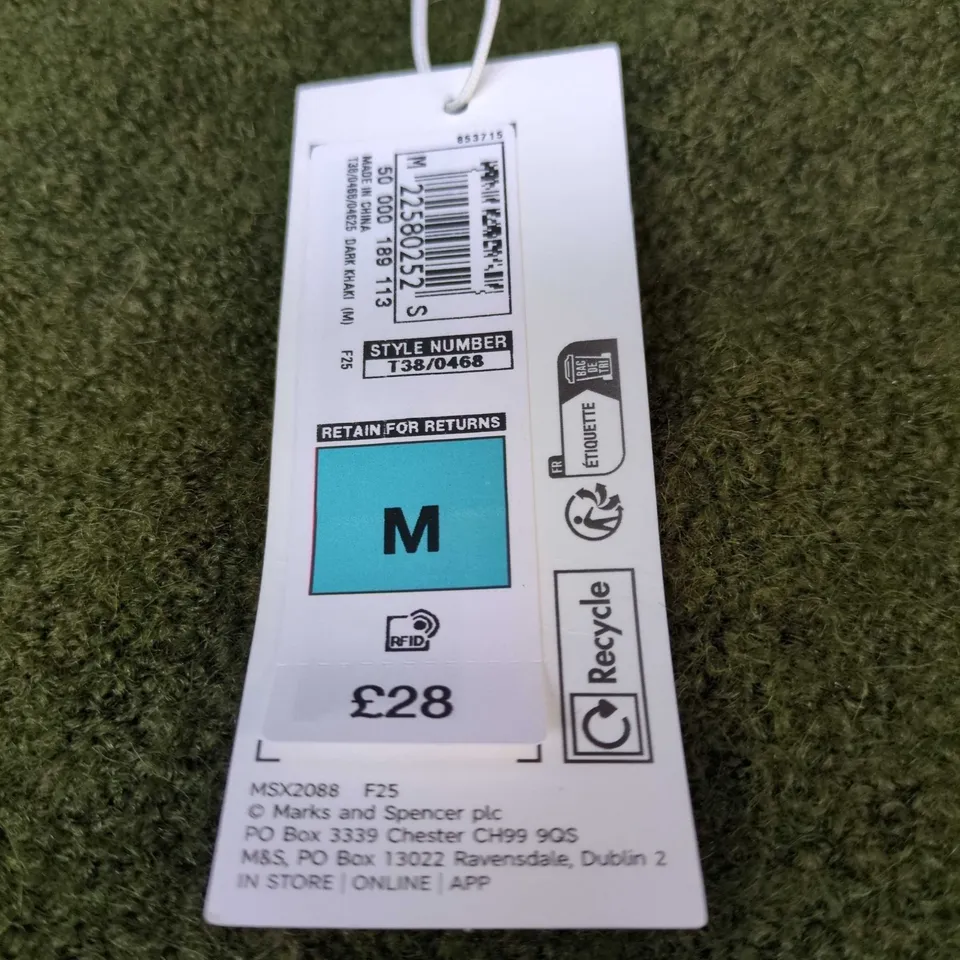 853715
M 22580252 S
50 000 189 113
MADE IN CHINA
T38/0468/04625 DARK KHAKI (M) F25
STYLE NUMBER
T38/0468
RETAIN FOR RETURNS
M
RFID
£28
BAC
DE
TRI
FR
ÉTIQUETTE
Recycle
MSX2088 F25
© Marks and Spencer plc
PO Box 3339 Chester CH99 9QS
M&S, PO Box 13022 Ravensdale, Dublin 2
IN STORE | ONLINE | APP